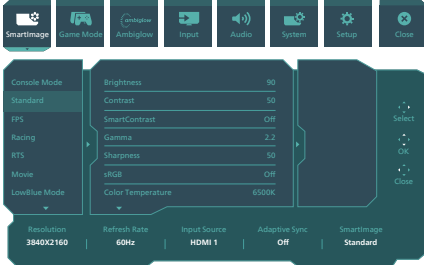 SmartImage Game Mode Ambiglow Input Audio System Setup Close
ambiglow
Console Mode Brightness 90
Standard Contrast 50
FPS SmartContrast Off
Racing Gamma 2.2
RTS Sharpness 50
Movie sRGB Off
LowBlue Mode Color Temperature 6500K
Select
OK
Close
Resolution Refresh Rate Input Source Adaptive Sync SmartImage
3840X2160 60Hz HDMI 1 Off Standard